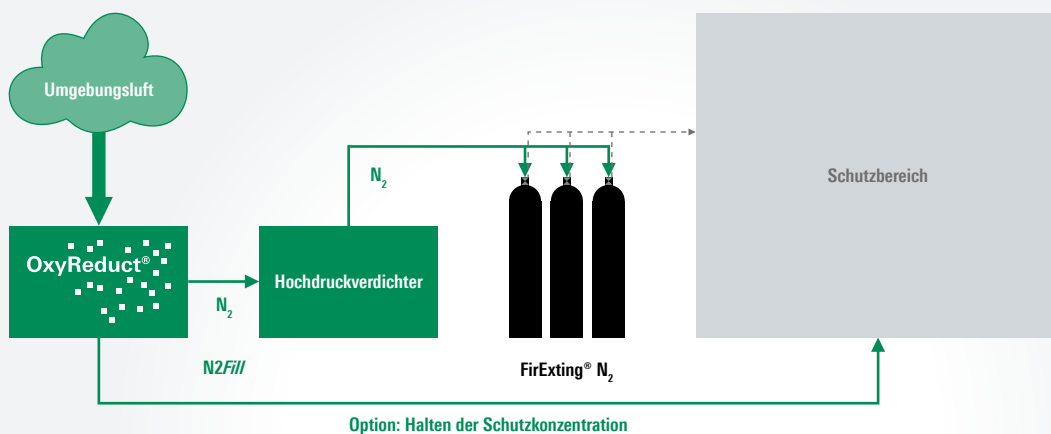 Umgebungsluft
Schutzbereich
N₂
OxyReduct®
Hochdruckverdichter
N₂
N2Fill
FirExting® N₂
Option: Halten der Schutzkonzentration